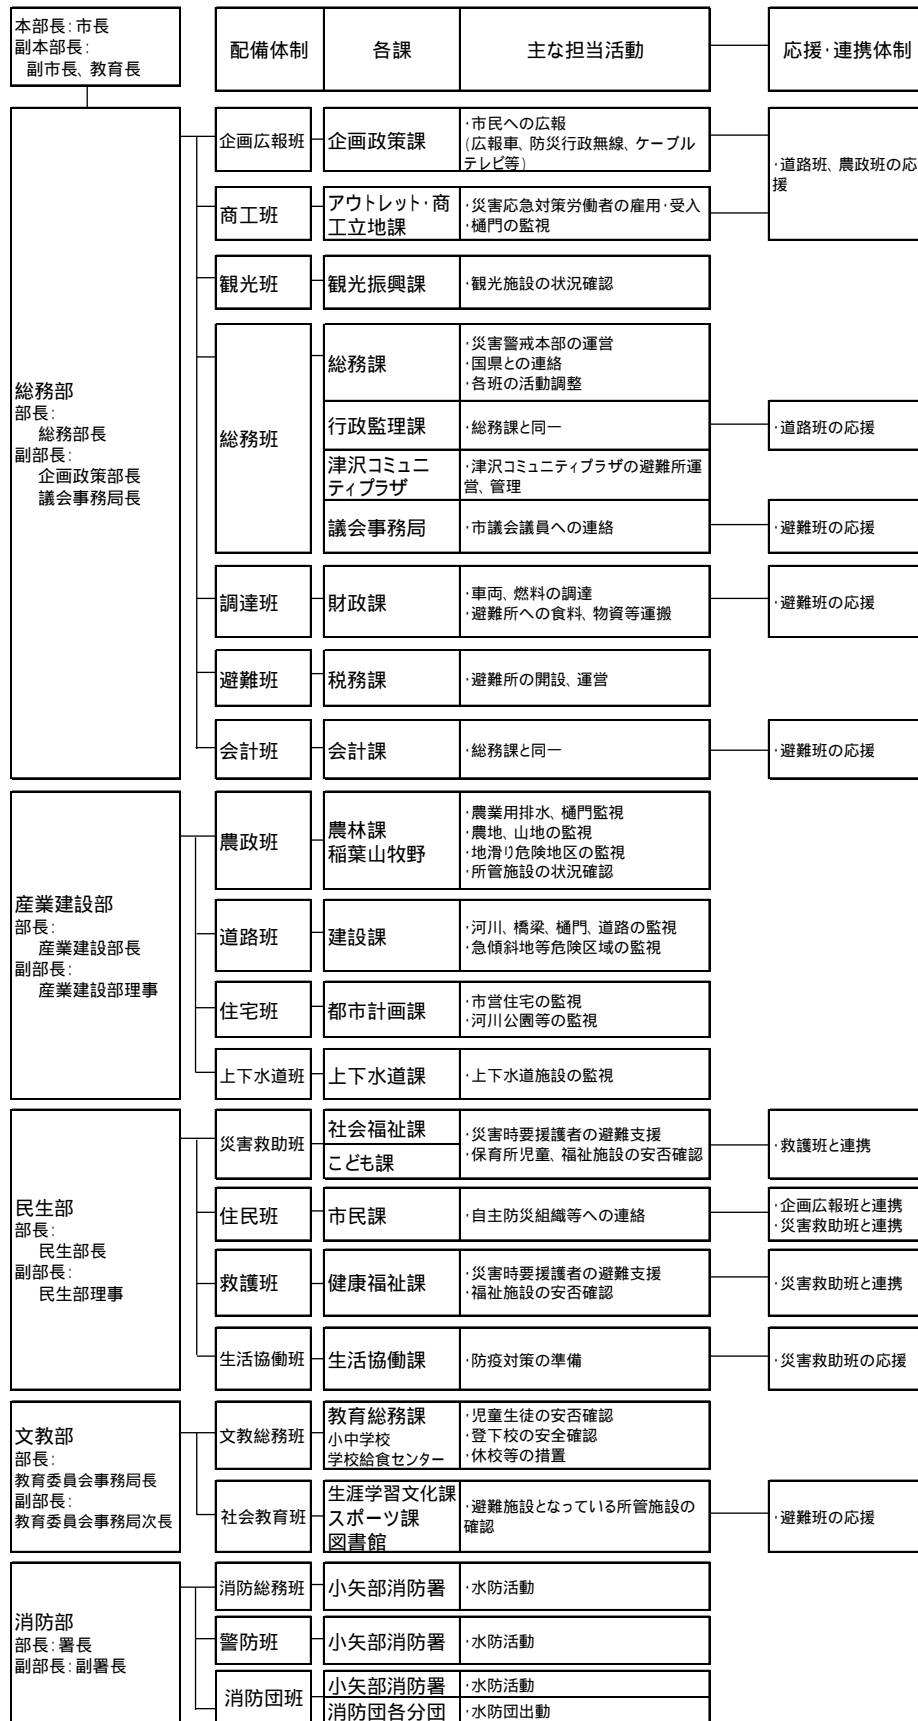 本部長：市長
副本部長：
副市長、教育長
配備体制
各課
主な担当活動
応援・連携体制
総務部
部長：
総務部長
副部長：
企画政策部長
議会事務局長
企画広報班
企画政策課
・市民への広報
(広報車、防災行政無線、ケーブル
テレビ等)
・道路班、農政班の応
援
商工班
アウトレット・商
工立地課
・災害応急対策労働者の雇用・受入
・樋門の監視
観光班
観光振興課
・観光施設の状況確認
総務班
総務課
・災害警戒本部の運営
・国県との連絡
・各班の活動調整
行政監理課
・総務課と同一
・道路班の応援
津沢コミュニ
ティプラザ
・津沢コミュニティプラザの避難所運
営、管理
議会事務局
・市議会議員への連絡
・避難班の応援
調達班
財政課
・車両、燃料の調達
・避難所への食料、物資等運搬
・避難班の応援
避難班
税務課
・避難所の開設、運営
会計班
会計課
・総務課と同一
・避難班の応援
産業建設部
部長：
産業建設部長
副部長：
産業建設部理事
農政班
農林課
稲葉山牧野
・農業用排水、樋門監視
・農地、山地の監視
・地滑り危険地区の監視
・所管施設の状況確認
道路班
建設課
・河川、橋梁、樋門、道路の監視
・急傾斜地等危険区域の監視
住宅班
都市計画課
・市営住宅の監視
・河川公園等の監視
上下水道班
上下水道課
・上下水道施設の監視
民生部
部長：
民生部長
副部長：
民生部理事
災害救助班
社会福祉課
こども課
・災害時要援護者の避難支援
・保育所児童、福祉施設の安否確認
・救護班と連携
住民班
市民課
・自主防災組織等への連絡
・企画広報班と連携
・災害救助班と連携
救護班
健康福祉課
・災害時要援護者の避難支援
・福祉施設の安否確認
・災害救助班と連携
生活協働班
生活協働課
・防疫対策の準備
・災害救助班の応援
文教部
部長：
教育委員会事務局長
副部長：
教育委員会事務局次長
文教総務班
教育総務課
小中学校
学校給食センター
・児童生徒の安否確認
・登下校の安全確認
・休校等の措置
社会教育班
生涯学習文化課
スポーツ課
図書館
・避難施設となっている所管施設の
確認
・避難班の応援
消防部
部長：署長
副部長：副署長
消防総務班
小矢部消防署
・水防活動
警防班
小矢部消防署
・水防活動
消防団班
小矢部消防署
・水防活動
消防団各分団
・水防団出動